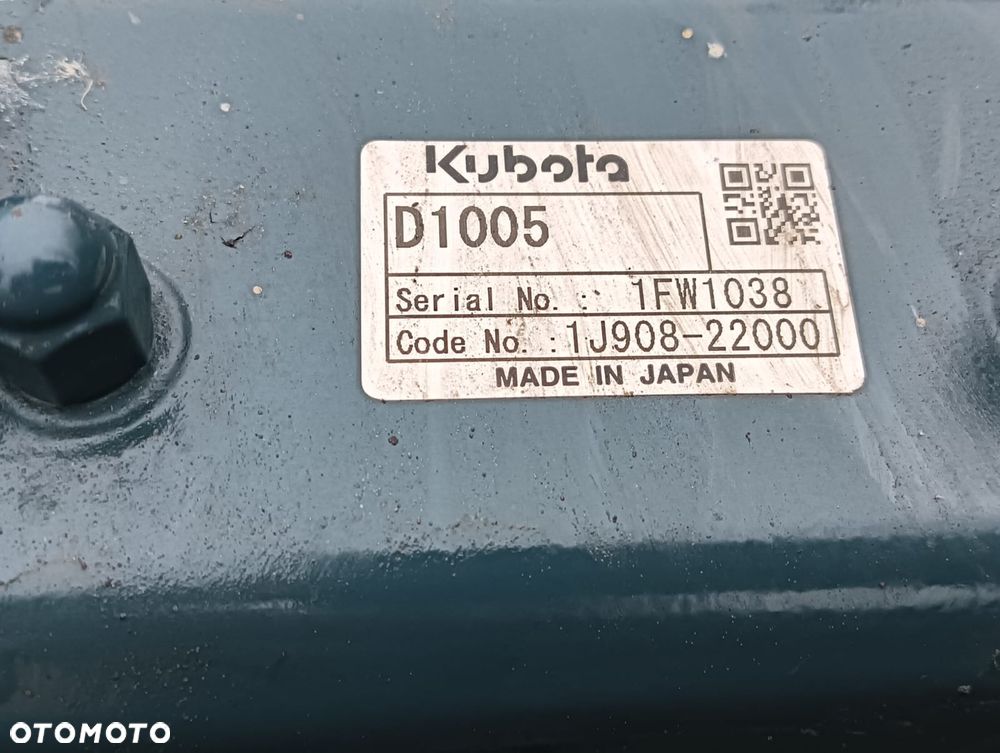 Kubota
D1005
Serial No. : 1FW1038
Code No. : 1J908-22000
MADE IN JAPAN
OTOMOTO